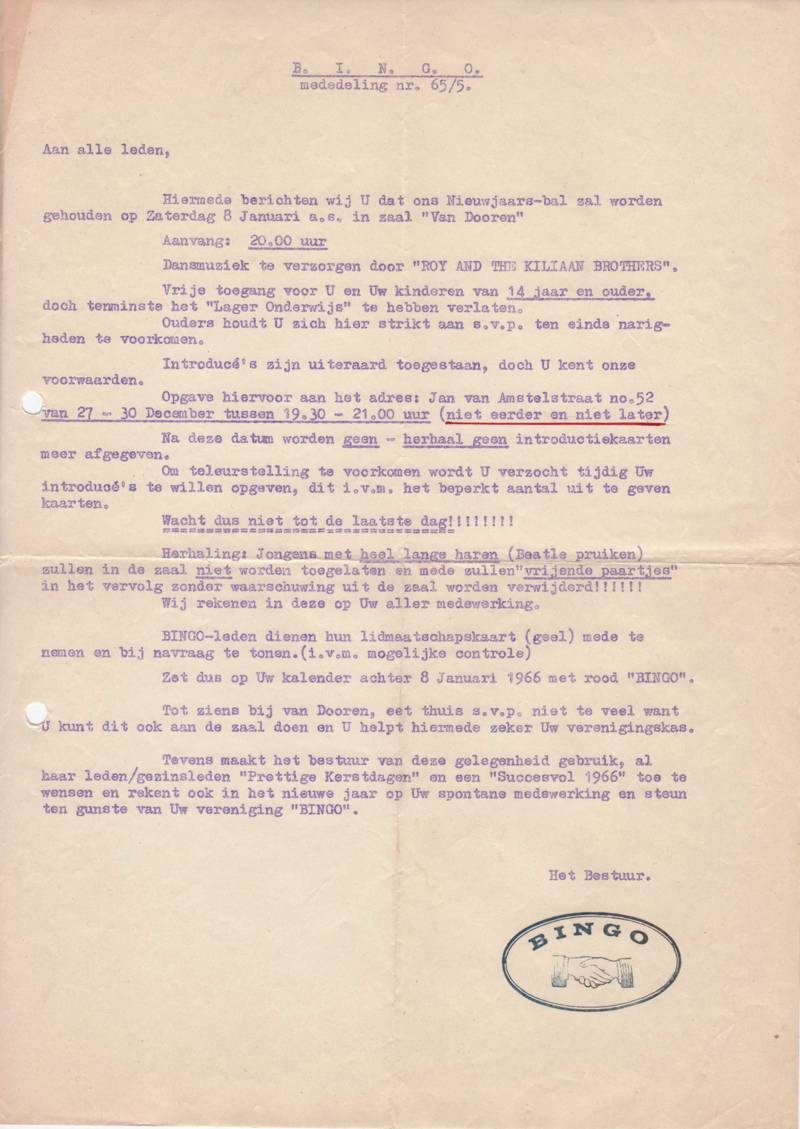 B. I. N. G. O.
mededeling nr. 65/5.
Aan alle leden,
Hiermede berichten wij U dat ons Nieuwjaars-bal zal worden
gehouden op Zaterdag 8 Januari a.s. in zaal "Van Dooren"
Aanvang: 20.00 uur
Dansmuziek te verzorgen door "ROY AND THE KILIAAN BROTHERS".
Vrije toegang voor U en Uw kinderen van 14 jaar en ouder,
doch tenminste het "Lager Onderwijs" te hebben verlaten.
Ouders houdt U zich hier strikt aan s.v.p. ten einde narig-
heden te voorkomen.
Introducé's zijn uiteraard toegestaan, doch U kent onze
voorwaarden.
Opgave hiervoor aan het adres: Jan van Amstelstraat no.52
van 27 - 30 December tussen 19.30 - 21.00 uur (niet eerder en niet later)
Na deze datum worden geen - herhaal geen introductiekaarten
meer afgegeven.
Om teleurstelling te voorkomen wordt U verzocht tijdig Uw
introducé's te willen opgeven, dit i.v.m. het beperkt aantal uit te geven
kaarten.
Wacht dus niet tot de laatste dag!!!!!!!!
Herhaling: Jongens met heel lange haren (Beatle pruiken)
zullen in de zaal niet worden toegelaten en mede zullen"vrijende paartjes"
in het vervolg zonder waarschuwing uit de zaal worden verwijderd!!!!!!
Wij rekenen in deze op Uw aller medewerking.
BINGO-leden dienen hun lidmaatschapskaart (geel) mede te
nemen en bij navraag te tonen.(i.v.m. mogelijke controle)
Zet dus op Uw kalender achter 8 Januari 1966 met rood "BINGO".
Tot ziens bij van Dooren, eet thuis s.v.p. niet te veel want
U kunt dit ook aan de zaal doen en U helpt hiermede zeker Uw verenigingskas.
Tevens maakt het bestuur van deze gelegenheid gebruik, al
haar leden/gezinsleden "Prettige Kerstdagen" en een "Succesvol 1966" toe te
wensen en rekent ook in het nieuwe jaar op Uw spontane medewerking en steun
ten gunste van Uw vereniging "BINGO".
Het Bestuur.
BINGO